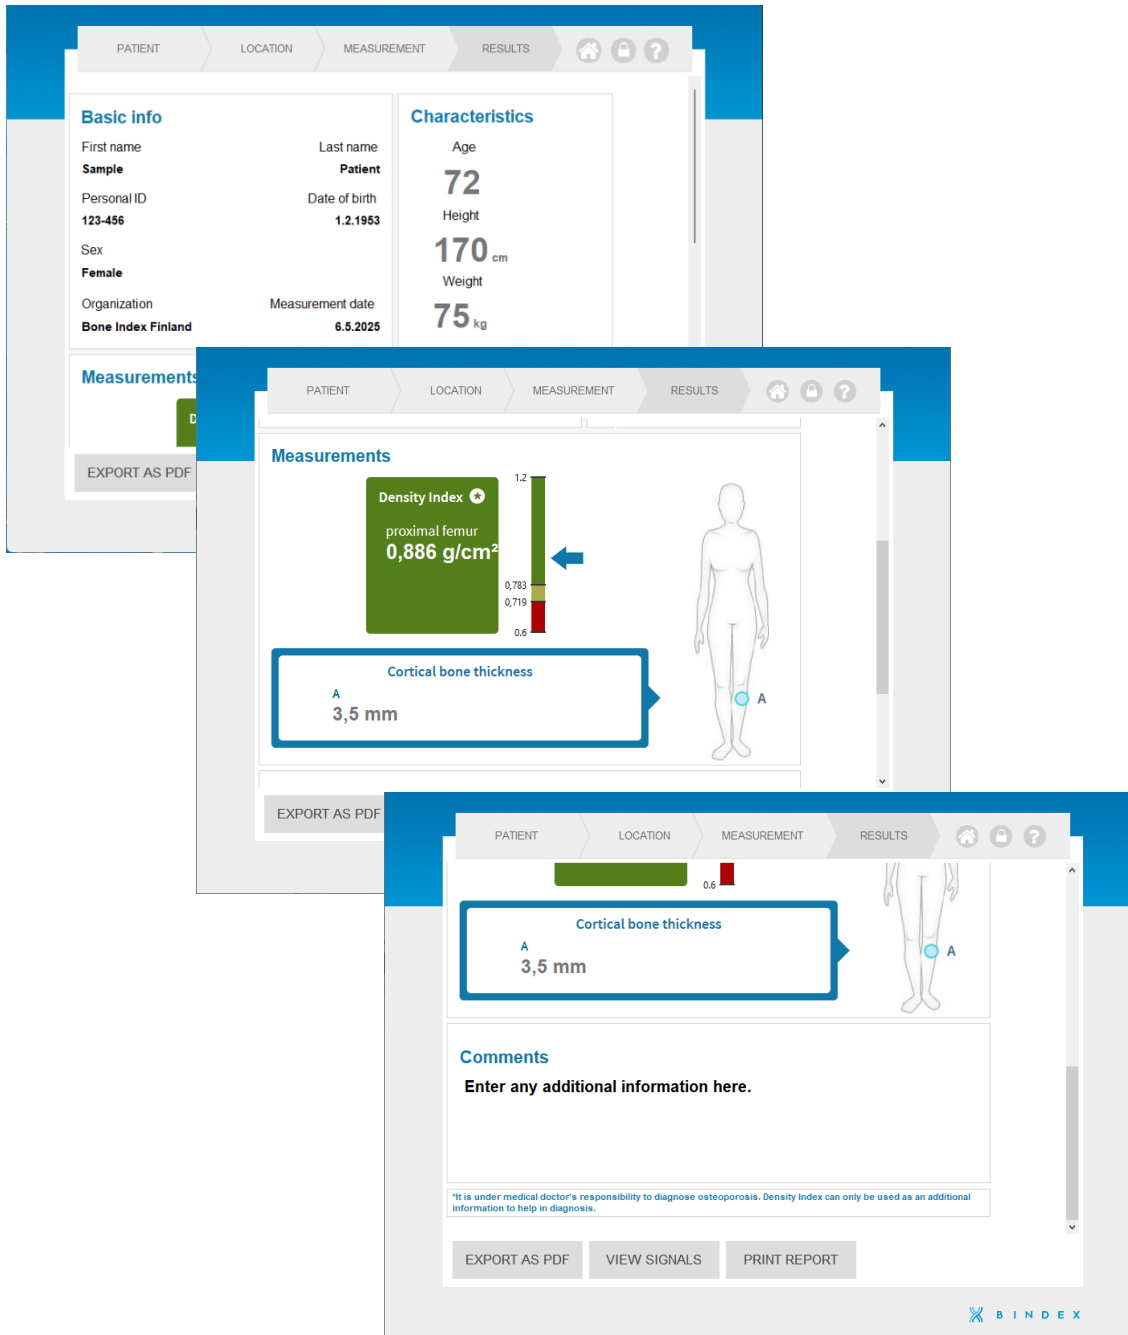 PATIENT LOCATION MEASUREMENT RESULTS ?
Basic info
First name Last name
Sample Patient
Personal ID Date of birth
123-456 1.2.1953
Sex
Female
Organization Measurement date
Bone Index Finland 6.5.2025
Characteristics
Age
72
Height
170 cm
Weight
75 kg
Measurements
D
EXPORT AS PDF
PATIENT LOCATION MEASUREMENT RESULTS ?
Measurements
Density Index
proximal femur
0,886 g/cm²
1.2
0,783
0,719
0.6
Cortical bone thickness
A
3,5 mm
A
EXPORT AS PDF
PATIENT LOCATION MEASUREMENT RESULTS ?
0.6
Cortical bone thickness
A
3,5 mm
A
Comments
Enter any additional information here.
*It is under medical doctor's responsibility to diagnose osteoporosis. Density Index can only be used as an additional
information to help in diagnosis.
EXPORT AS PDF VIEW SIGNALS PRINT REPORT
BINDEX